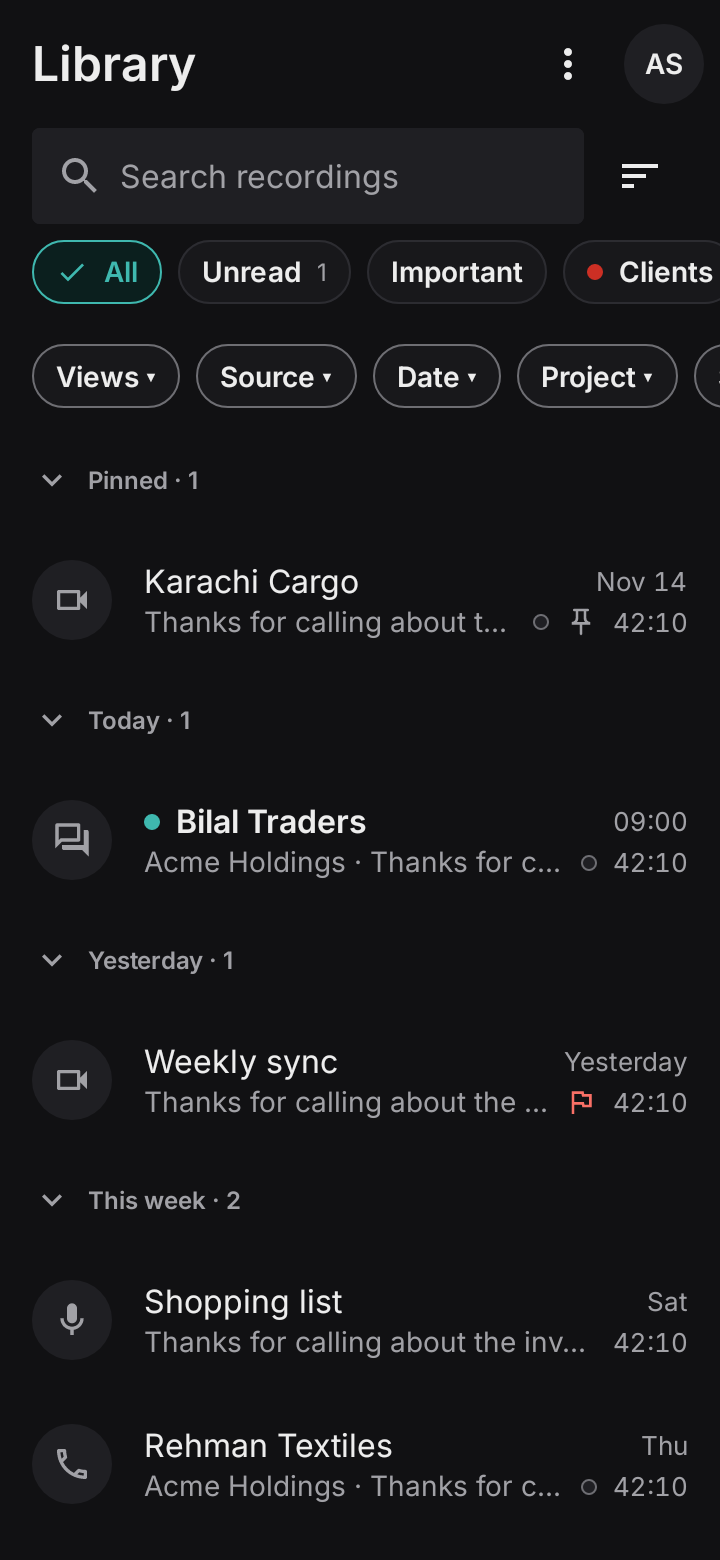 Library
AS
Search recordings
All
Unread 1
Important
Clients
Views ▾
Source ▾
Date ▾
Project ▾
Pinned · 1
Karachi Cargo
Nov 14
Thanks for calling about t...
42:10
Today · 1
Bilal Traders
09:00
Acme Holdings · Thanks for c...
42:10
Yesterday · 1
Weekly sync
Yesterday
Thanks for calling about the ...
42:10
This week · 2
Shopping list
Sat
Thanks for calling about the inv...
42:10
Rehman Textiles
Thu
Acme Holdings · Thanks for c...
42:10